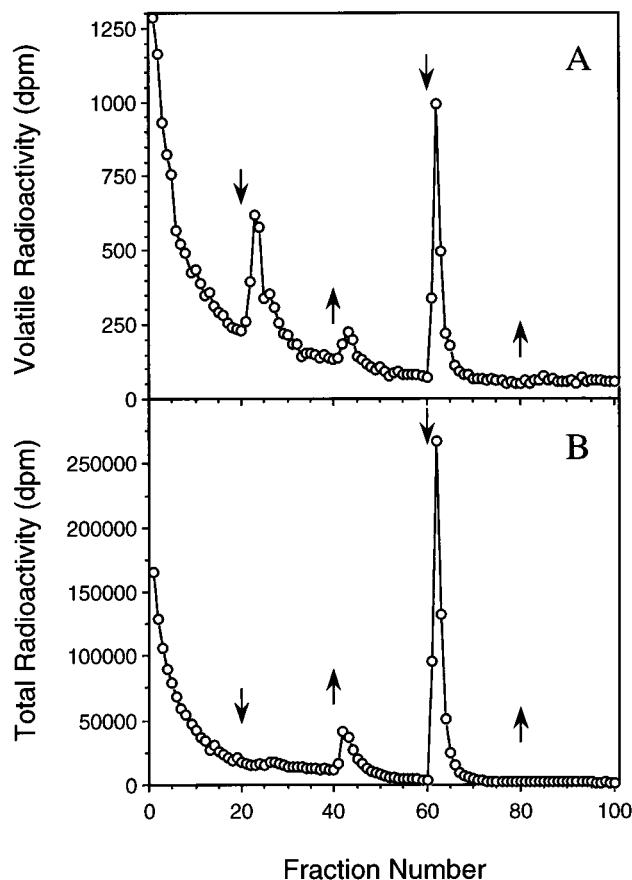 A
Volatile Radioactivity (dpm)
1250
1000
750
500
250
0
B
Total Radioactivity (dpm)
250000
200000
150000
100000
50000
0
0 20 40 60 80 100
Fraction Number